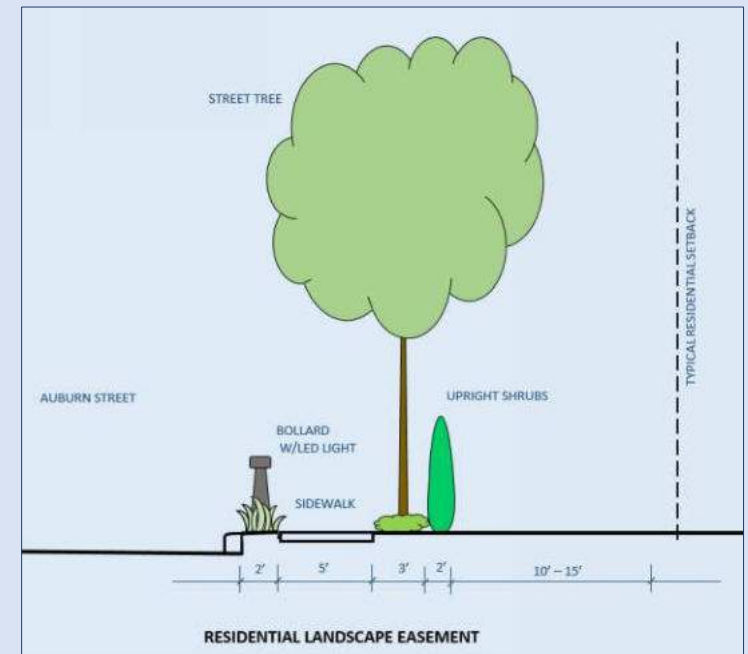 STREET TREE
TYPICAL RESIDENTIAL SETBACK
AUBURN STREET
UPRIGHT SHRUBS
BOLLARD
W/LED LIGHT
SIDEWALK
2' 5' 3' 2' 10' – 15'
RESIDENTIAL LANDSCAPE EASEMENT